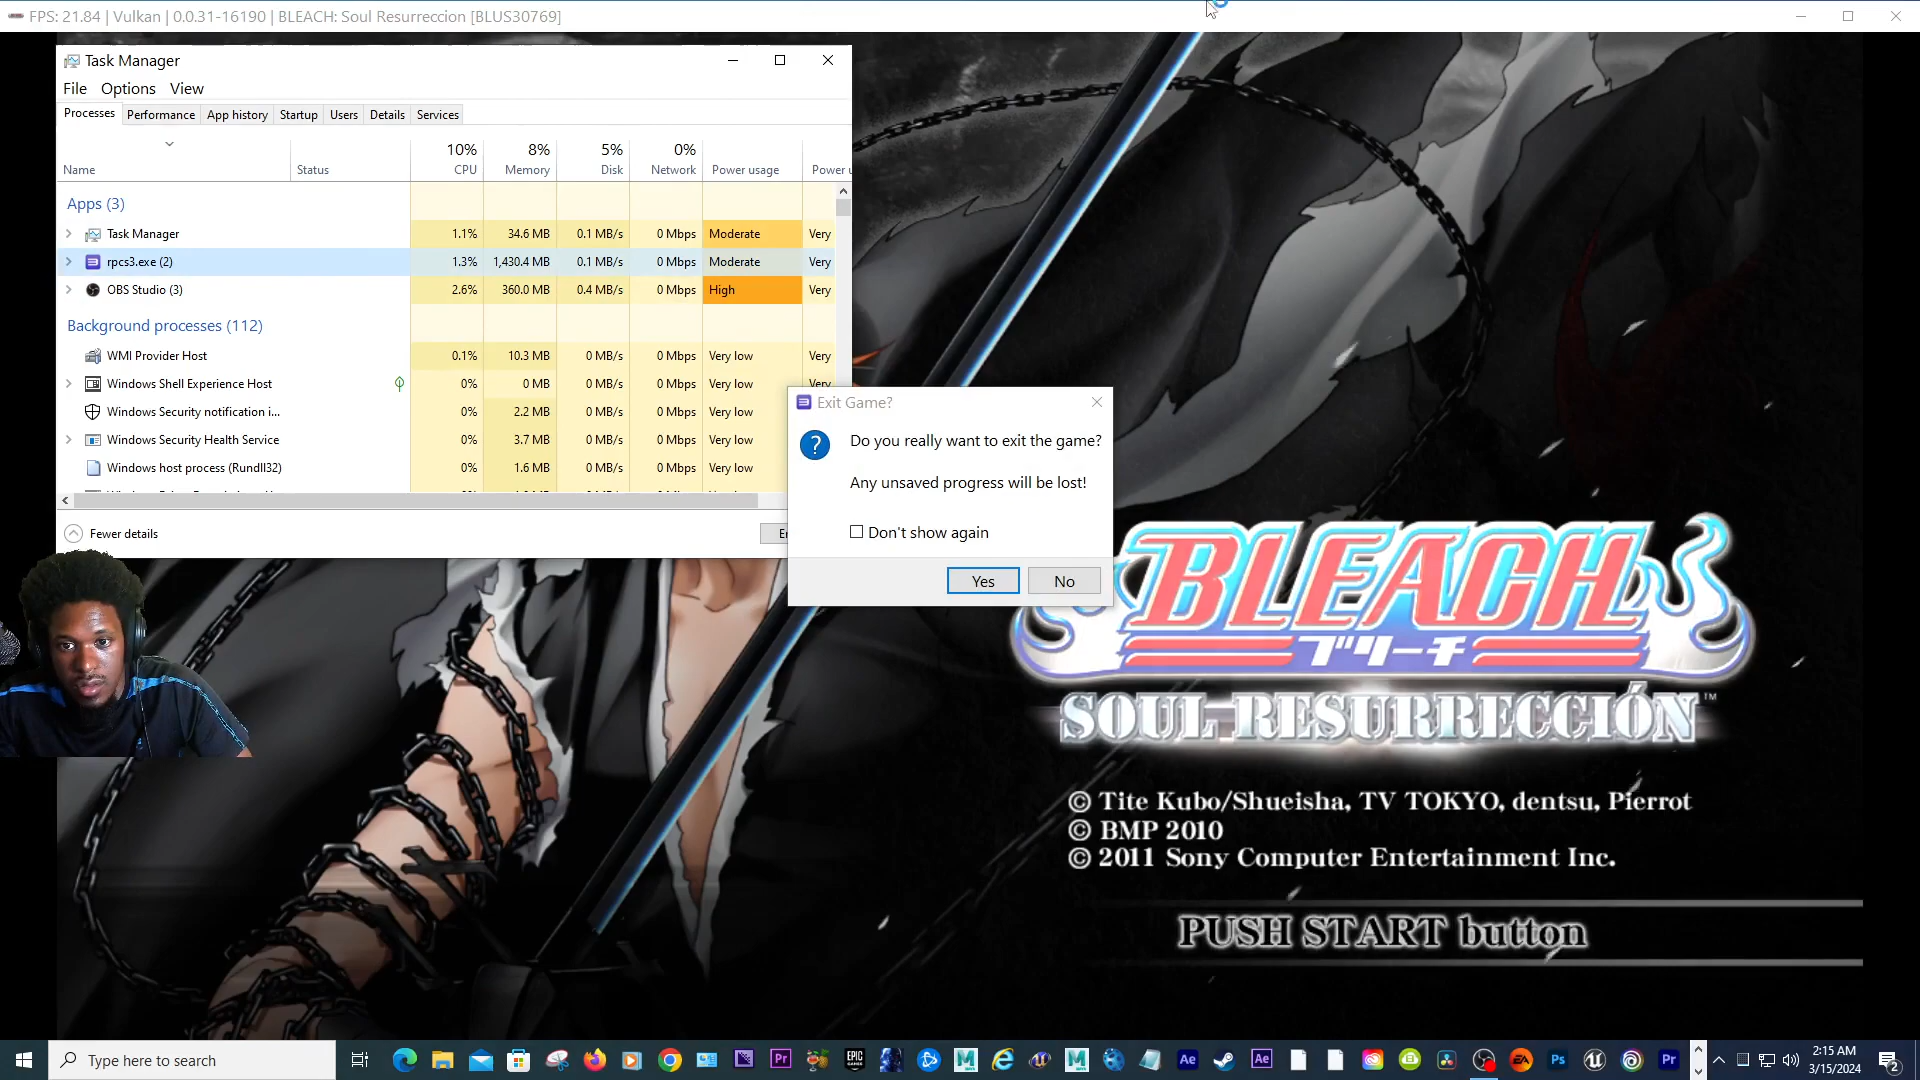 FPS: 21.84 | Vulkan | 0.0.31-16190 | BLEACH: Soul Resurreccion [BLUS30769]
Task Manager
File Options View
Processes Performance App history Startup Users Details Services
10% 8% 5% 0%
Name Status CPU Memory Disk Network Power usage Power u
Apps (3)
Task Manager 1.1% 34.6 MB 0.1 MB/s 0 Mbps Moderate Very
rpcs3.exe (2) 1.3% 1,430.4 MB 0.1 MB/s 0 Mbps Moderate Very
OBS Studio (3) 2.6% 360.0 MB 0.4 MB/s 0 Mbps High Very
Background processes (112)
WMI Provider Host 0.1% 10.3 MB 0 MB/s 0 Mbps Very low Very
Windows Shell Experience Host 0% 0 MB 0 MB/s 0 Mbps Very low Very
Windows Security notification i... 0% 2.2 MB 0 MB/s 0 Mbps Very low
Windows Security Health Service 0% 3.7 MB 0 MB/s 0 Mbps Very low
Windows host process (Rundll32) 0% 1.6 MB 0 MB/s 0 Mbps Very low
Fewer details
Exit Game?
Do you really want to exit the game?
Any unsaved progress will be lost!
Don't show again
Yes No
BLEACH
ブリーチ
SOUL RESURRECCIÓN™
© Tite Kubo/Shueisha, TV TOKYO, dentsu, Pierrot
© BMP 2010
© 2011 Sony Computer Entertainment Inc.
PUSH START button
Type here to search
2:15 AM
3/15/2024